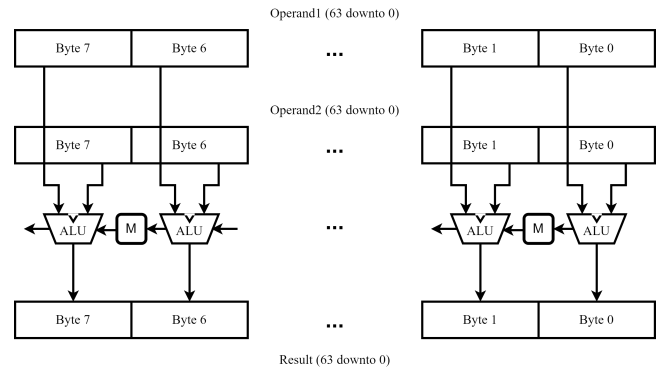 Operand1 (63 downto 0)
Byte 7 Byte 6 ... Byte 1 Byte 0
Operand2 (63 downto 0)
Byte 7 Byte 6 ... Byte 1 Byte 0
ALU M ALU ... ALU M ALU
Byte 7 Byte 6 ... Byte 1 Byte 0
Result (63 downto 0)